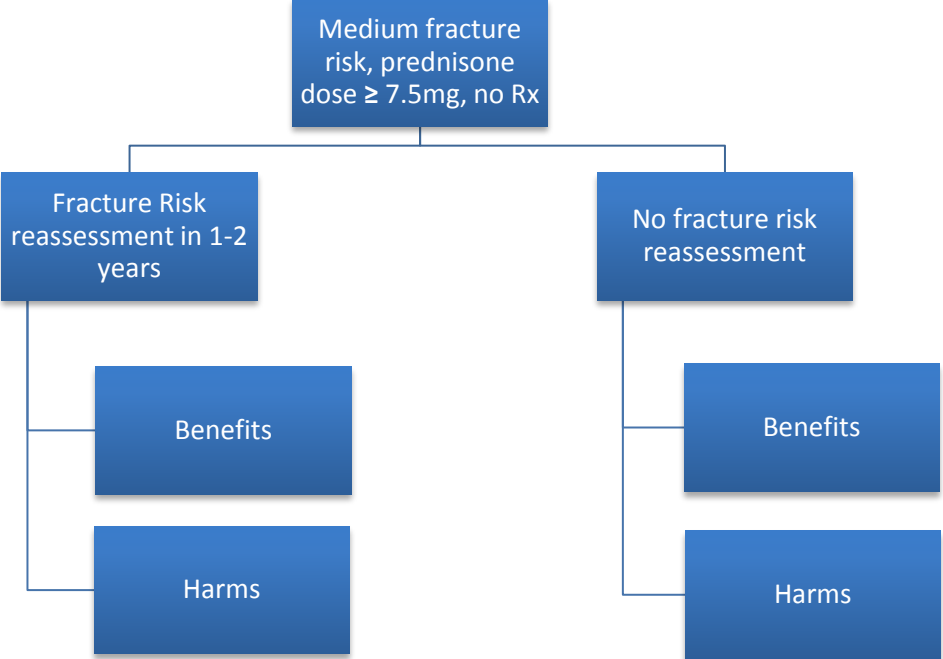 Medium fracture
risk, prednisone
dose ≥ 7.5mg, no Rx
Fracture Risk
reassessment in 1-2
years
No fracture risk
reassessment
Benefits
Harms
Benefits
Harms